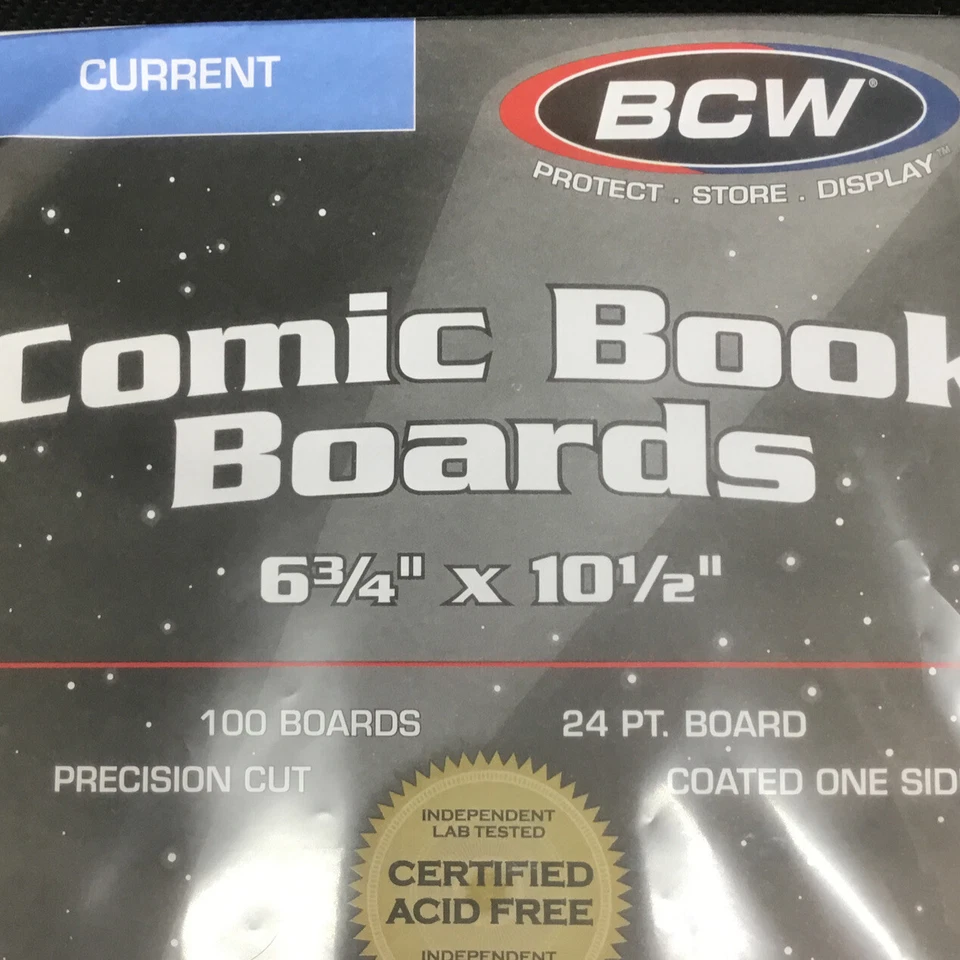 CURRENT
BCW®
PROTECT . STORE . DISPLAY™
Comic Book
Boards
6¾" x 10½"
100 BOARDS
24 PT. BOARD
PRECISION CUT
COATED ONE SID
INDEPENDENT
LAB TESTED
CERTIFIED
ACID FREE
INDEPENDENT